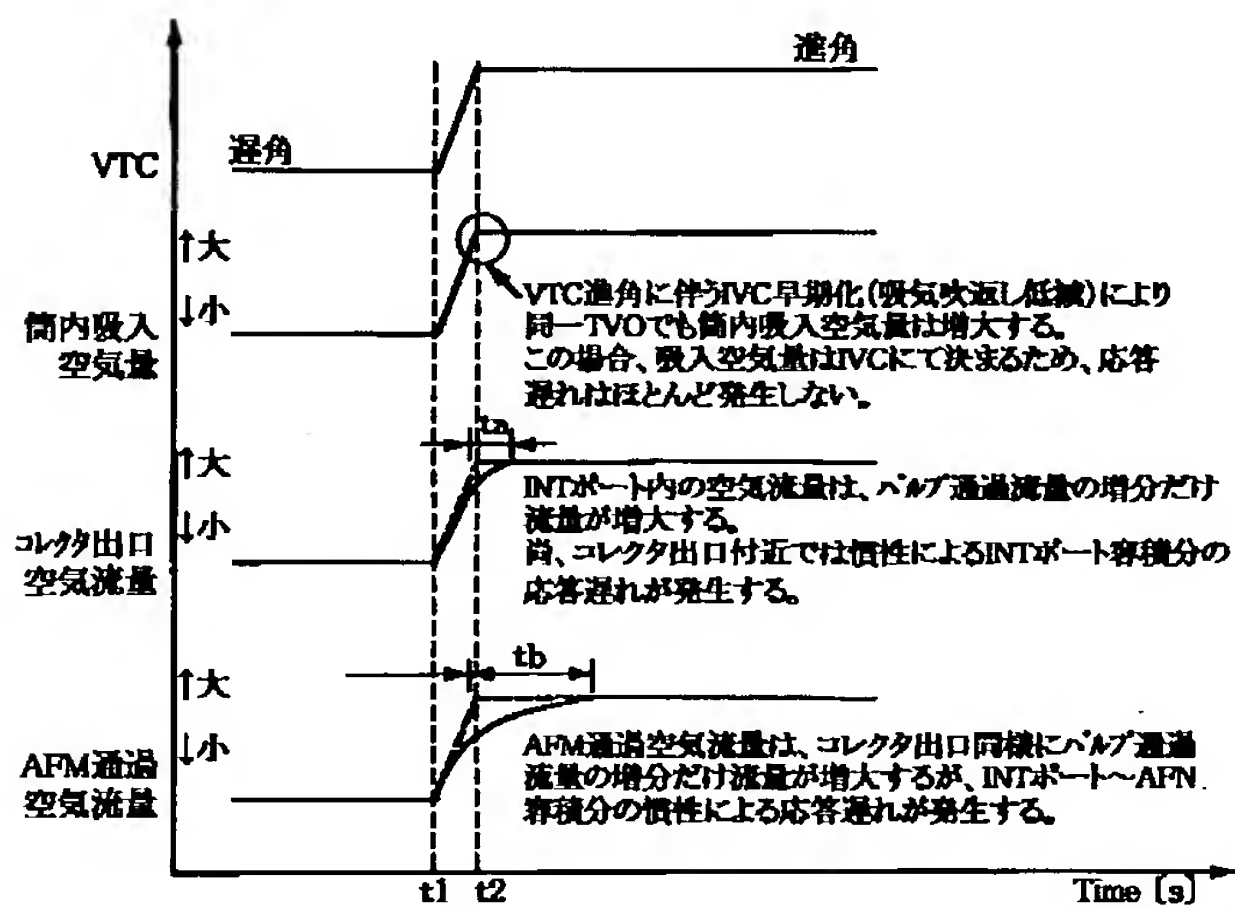 進角
遅角
VTC
↑大
↓小
筒内吸入
空気量
VTC進角に伴うIVC早期化(吸気吹返し低減)により
同一TVOでも筒内吸入空気量は増大する。
この場合、吸入空気量はIVCにて決まるため、応答
遅れはほとんど発生しない。
ta
↑大
↓小
コレクタ出口
空気流量
INTポート内の空気流量は、バルブ通過流量の増分だけ
流量が増大する。
尚、コレクタ出口付近では慣性によるINTポート容積分の
応答遅れが発生する。
tb
↑大
↓小
AFM通過
空気流量
AFM通過空気流量は、コレクタ出口同様にバルブ通過
流量の増分だけ流量が増大するが、INTポート～AFN
容積分の慣性による応答遅れが発生する。
t1 t2
Time [s]